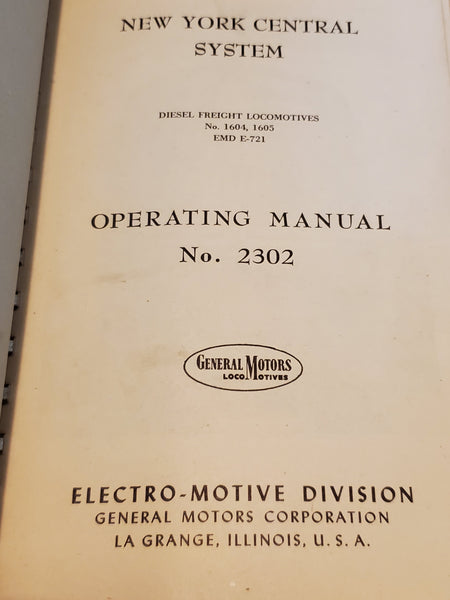 NEW YORK CENTRAL
SYSTEM
DIESEL FREIGHT LOCOMOTIVES
No. 1604, 1605
EMD E-721
OPERATING MANUAL
No. 2302
GENERAL MOTORS
LOCOMOTIVES
ELECTRO-MOTIVE DIVISION
GENERAL MOTORS CORPORATION
LA GRANGE, ILLINOIS, U. S. A.